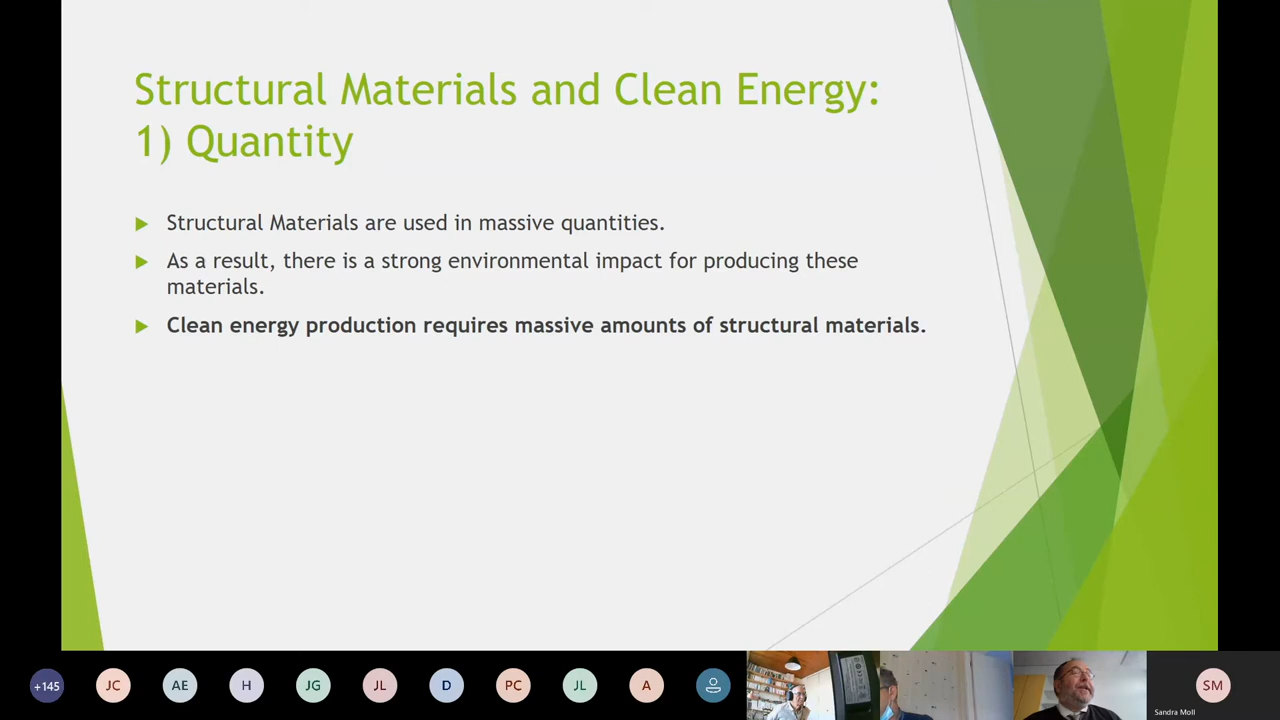 Structural Materials and Clean Energy:
1) Quantity
Structural Materials are used in massive quantities.
As a result, there is a strong environmental impact for producing these
materials.
Clean energy production requires massive amounts of structural materials.
+145
JC
AE
H
JG
JL
D
PC
JL
A
SM
Sandra Moll